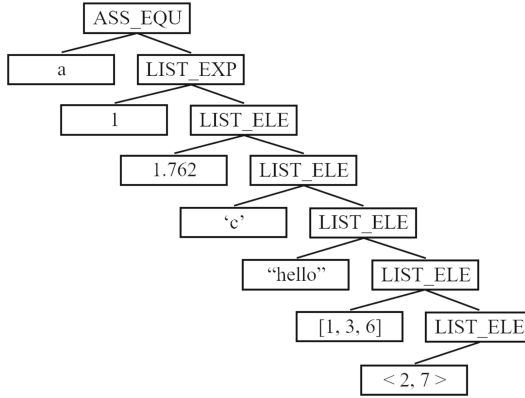 ASS_EQU
a
LIST_EXP
1
LIST_ELE
1.762
LIST_ELE
‘c’
LIST_ELE
“hello”
LIST_ELE
[1, 3, 6]
LIST_ELE
< 2, 7 >